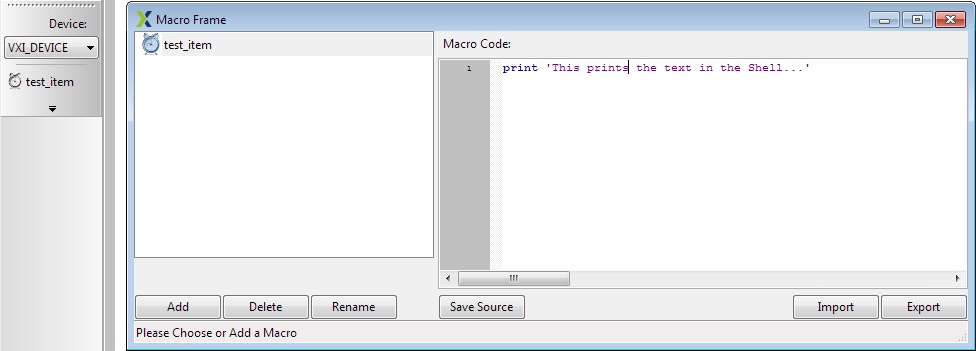 Device:
VXI_DEVICE
test_item
Macro Frame
test_item
Macro Code:
1 print 'This prints the text in the Shell...'
Add Delete Rename Save Source Import Export
Please Choose or Add a Macro